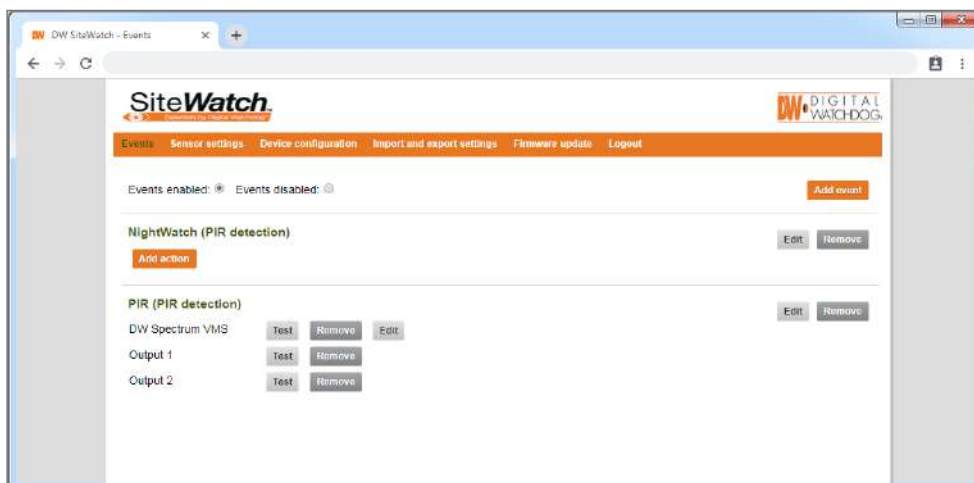 DW SiteWatch - Events
SiteWatch
DW DIGITAL WATCHDOG
Events Sensor settings Device configuration Import and export settings Firmware update Logout
Events enabled: Events disabled: Add event
NightWatch (PIR detection) Edit Remove
Add action
PIR (PIR detection) Edit Remove
DW Spectrum VMS Test Remove Edit
Output 1 Test Remove
Output 2 Test Remove